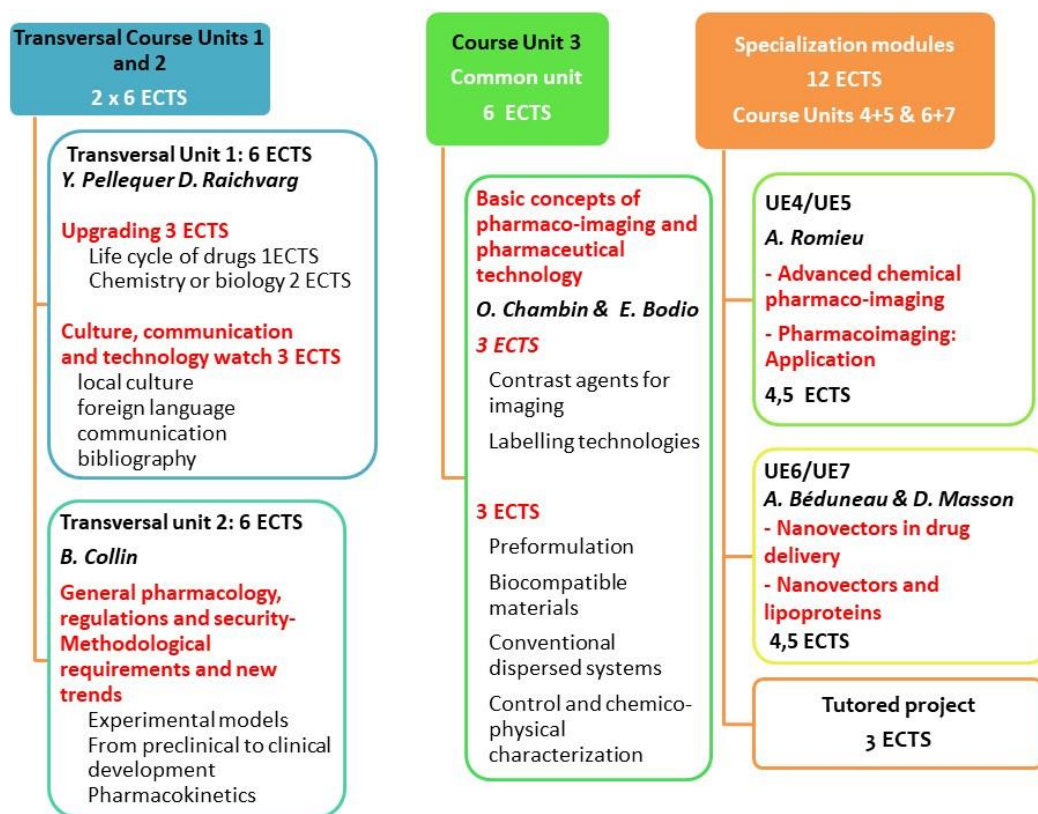 Transversal Course Units 1
and 2
2 x 6 ECTS
Transversal Unit 1: 6 ECTS
Y. Pellequer D. Raichvarg
Upgrading 3 ECTS
Life cycle of drugs 1ECTS
Chemistry or biology 2 ECTS
Culture, communication
and technology watch 3 ECTS
local culture
foreign language
communication
bibliography
Transversal unit 2: 6 ECTS
B. Collin
General pharmacology,
regulations and security-
Methodological
requirements and new
trends
Experimental models
From preclinical to clinical
development
Pharmacokinetics
Course Unit 3
Common unit
6 ECTS
Basic concepts of
pharmaco-imaging and
pharmaceutical
technology
O. Chambin & E. Bodio
3 ECTS
Contrast agents for
imaging
Labelling technologies
3 ECTS
Preformulation
Biocompatible
materials
Conventional
dispersed systems
Control and chemico-
physical
characterization
Specialization modules
12 ECTS
Course Units 4+5 & 6+7
UE4/UE5
A. Romieu
- Advanced chemical
pharmaco-imaging
- Pharmacoimaging:
Application
4,5 ECTS
UE6/UE7
A. Béduneau & D. Masson
- Nanovectors in drug
delivery
- Nanovectors and
lipoproteins
4,5 ECTS
Tutored project
3 ECTS